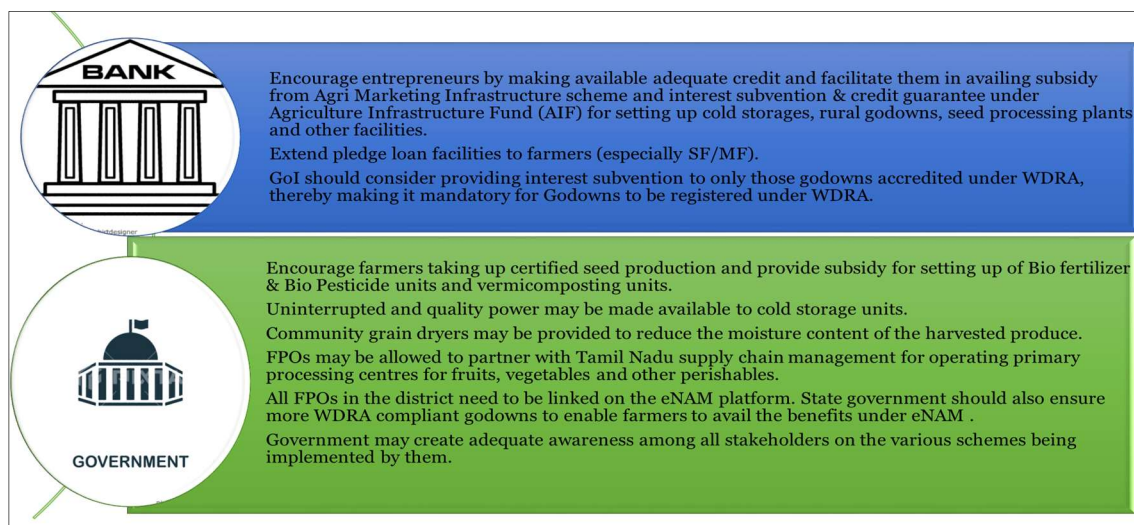 BANK
Encourage entrepreneurs by making available adequate credit and facilitate them in availing subsidy
from Agri Marketing Infrastructure scheme and interest subvention & credit guarantee under
Agriculture Infrastructure Fund (AIF) for setting up cold storages, rural godowns, seed processing plants
and other facilities.
Extend pledge loan facilities to farmers (especially SF/MF).
GoI should consider providing interest subvention to only those godowns accredited under WDRA,
thereby making it mandatory for Godowns to be registered under WDRA.
Encourage farmers taking up certified seed production and provide subsidy for setting up of Bio fertilizer
& Bio Pesticide units and vermicomposting units.
Uninterrupted and quality power may be made available to cold storage units.
Community grain dryers may be provided to reduce the moisture content of the harvested produce.
FPOs may be allowed to partner with Tamil Nadu supply chain management for operating primary
processing centres for fruits, vegetables and other perishables.
All FPOs in the district need to be linked on the eNAM platform. State government should also ensure
more WDRA compliant godowns to enable farmers to avail the benefits under eNAM .
Government may create adequate awareness among all stakeholders on the various schemes being
implemented by them.
GOVERNMENT